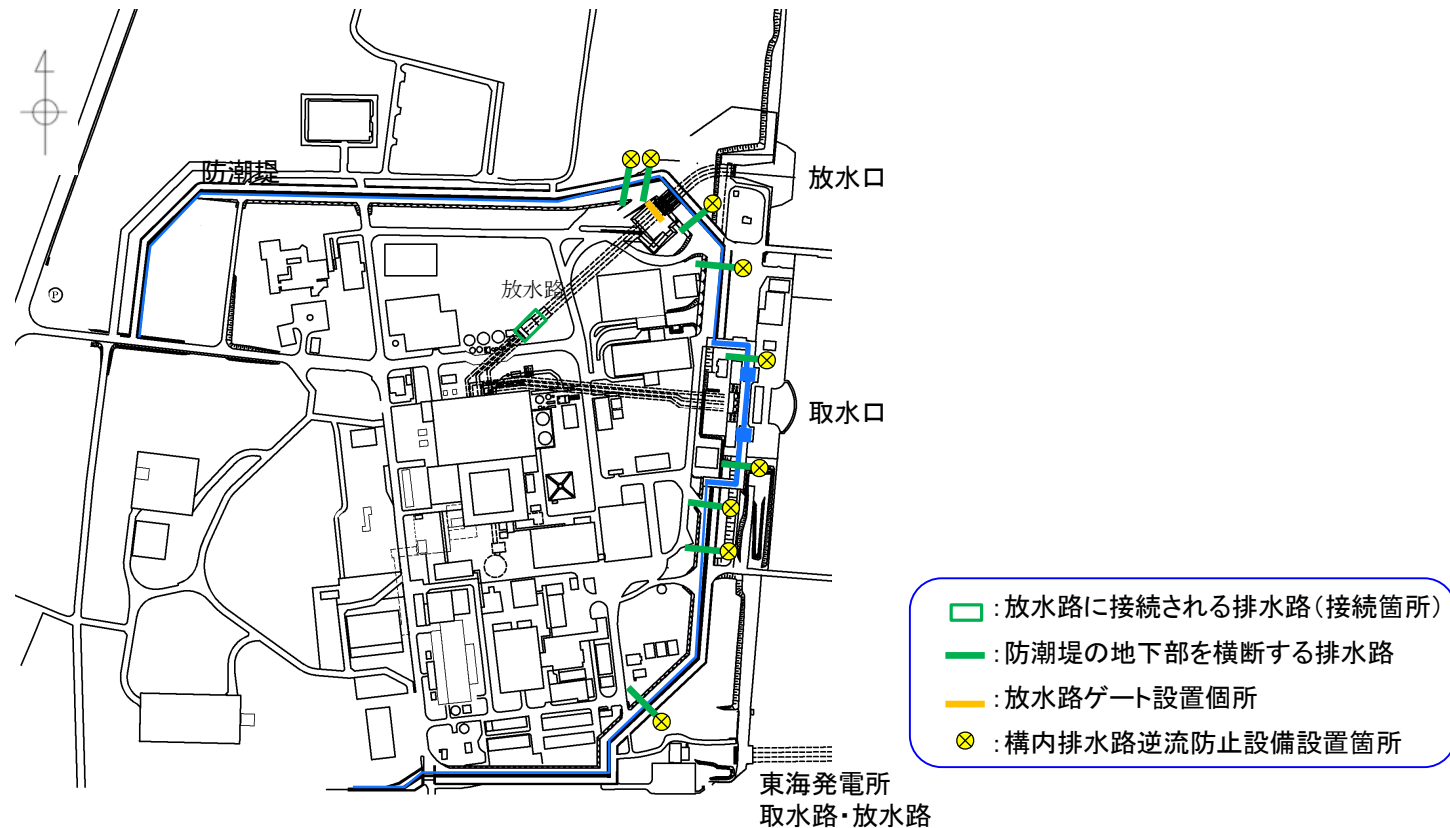 防潮堤
放水口
放水路
P
取水口
:放水路に接続される排水路(接続箇所)
:防潮堤の地下部を横断する排水路
:放水路ゲート設置個所
:構内排水路逆流防止設備設置箇所
東海発電所
取水路・放水路